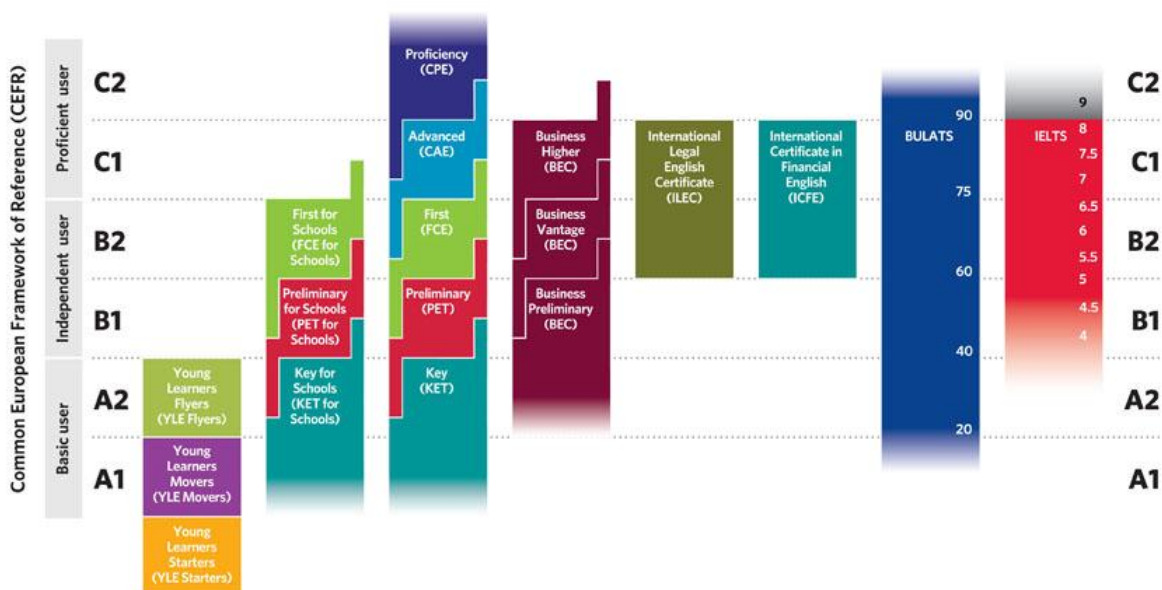 Common European Framework of Reference (CEFR)
Proficient user
Independent user
Basic user
C2
C1
B2
B1
A2
A1
Young
Learners
Flyers
(YLE Flyers)
Young
Learners
Movers
(YLE Movers)
Young
Learners
Starters
(YLE Starters)
First for
Schools
(FCE for
Schools)
Preliminary
for Schools
(PET for
Schools)
Key for
Schools
(KET for
Schools)
Proficiency
(CPE)
Advanced
(CAE)
First
(FCE)
Preliminary
(PET)
Key
(KET)
Business
Higher
(BEC)
Business
Vantage
(BEC)
Business
Preliminary
(BEC)
International
Legal
English
Certificate
(ILEC)
International
Certificate in
Financial
English
(ICFE)
BULATS
90
75
60
40
20
IELTS
9
8
7.5
7
6.5
6
5.5
5
4.5
4
C2
C1
B2
B1
A2
A1